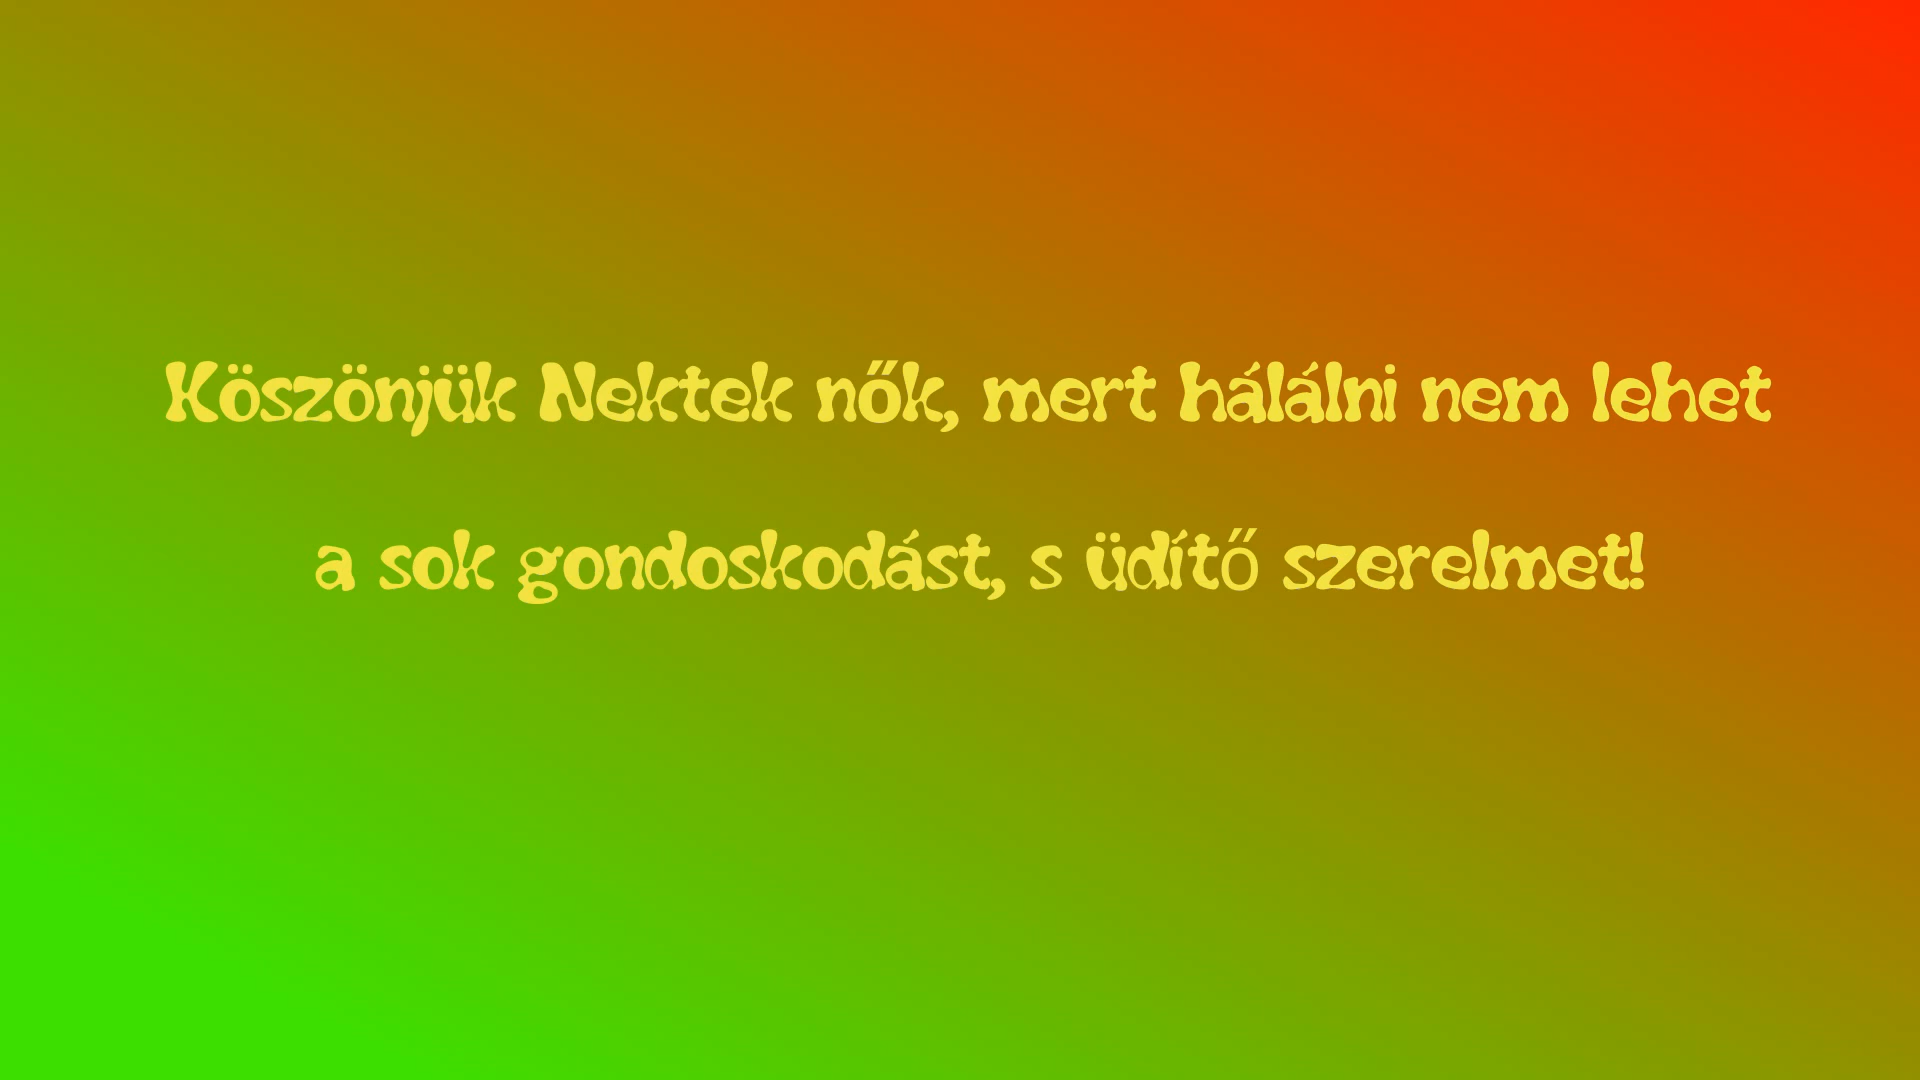 Köszönjük Nektek nők, mert hálálni nem lehet
a sok gondoskodást, s üdítő szerelmet!